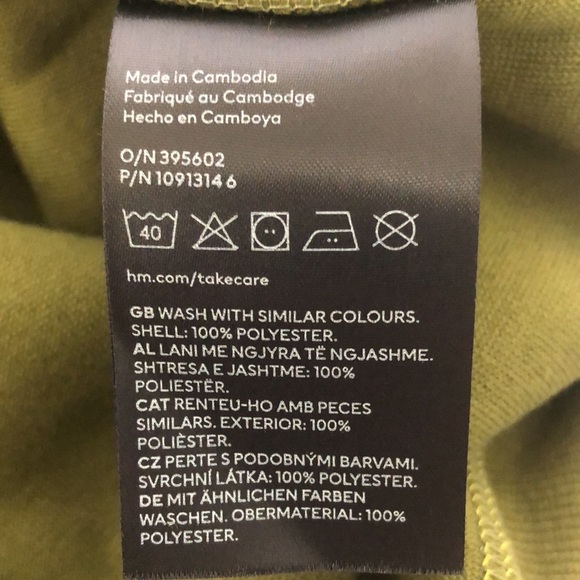 Made in Cambodia
Fabriqué au Cambodge
Hecho en Camboya
O/N 395602
P/N 1091314 6
40
hm.com/takecare
GB WASH WITH SIMILAR COLOURS.
SHELL: 100% POLYESTER.
AL LANI ME NGJYRA TË NGJASHME.
SHTRESA E JASHTME: 100%
POLIESTËR.
CAT RENTEU-HO AMB PECES
SIMILARS. EXTERIOR: 100%
POLIÈSTER.
CZ PERTE S PODOBNÝMI BARVAMI.
SVRCHNÍ LÁTKA: 100% POLYESTER.
DE MIT ÄHNLICHEN FARBEN
WASCHEN. OBERMATERIAL: 100%
POLYESTER.